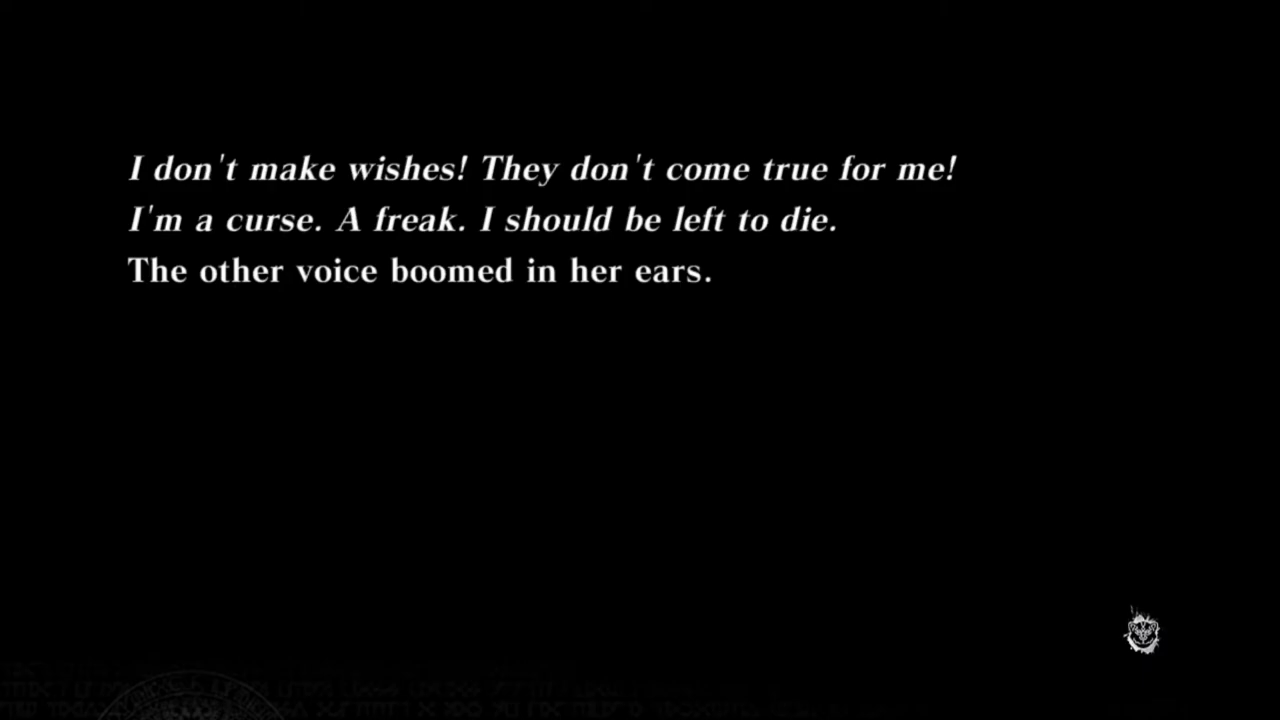 I don't make wishes! They don't come true for me!
I'm a curse. A freak. I should be left to die.
The other voice boomed in her ears.